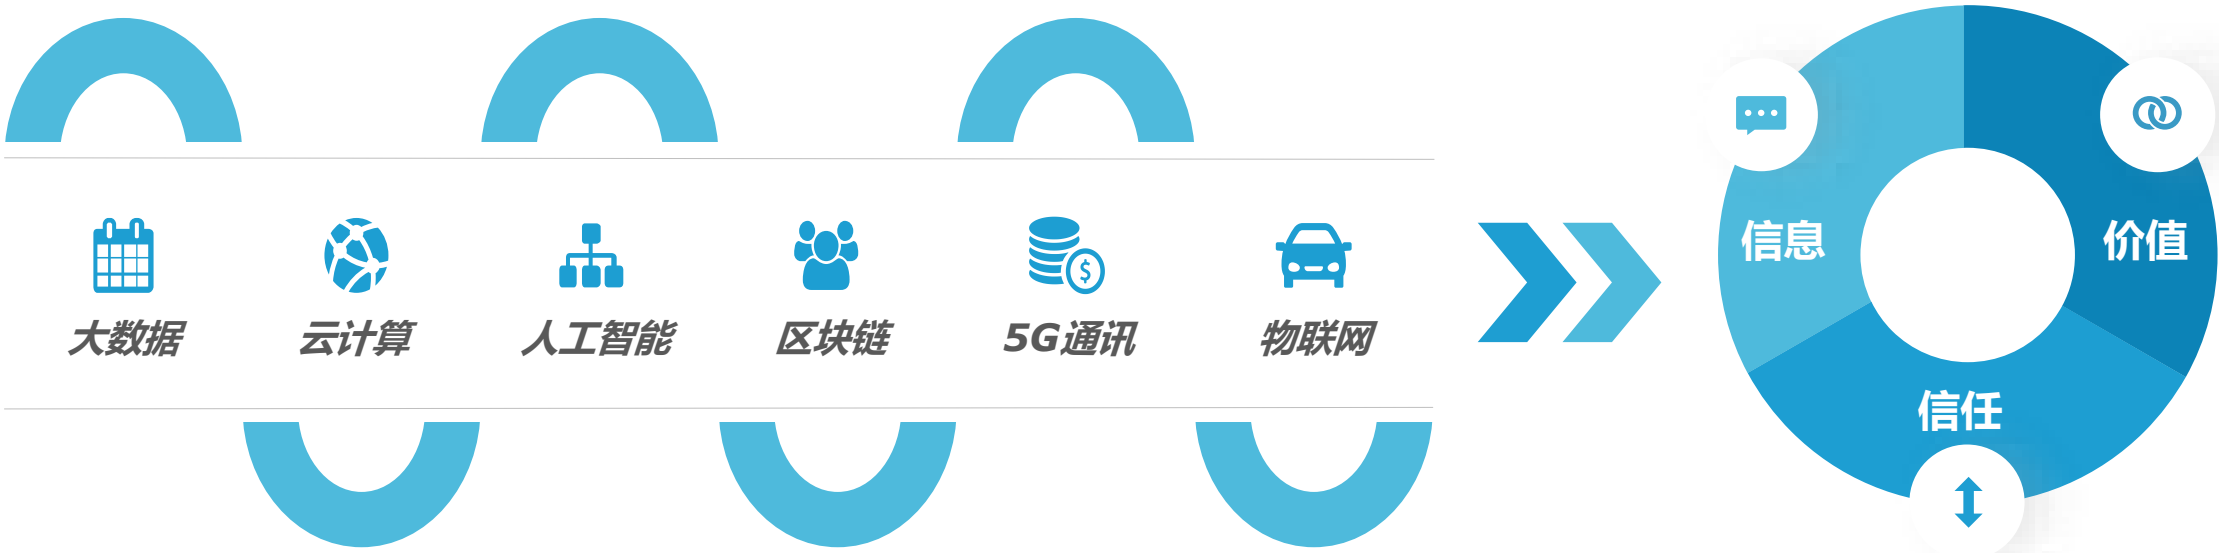 大数据
云计算
人工智能
区块链
5G通讯
物联网
信息
价值
信任